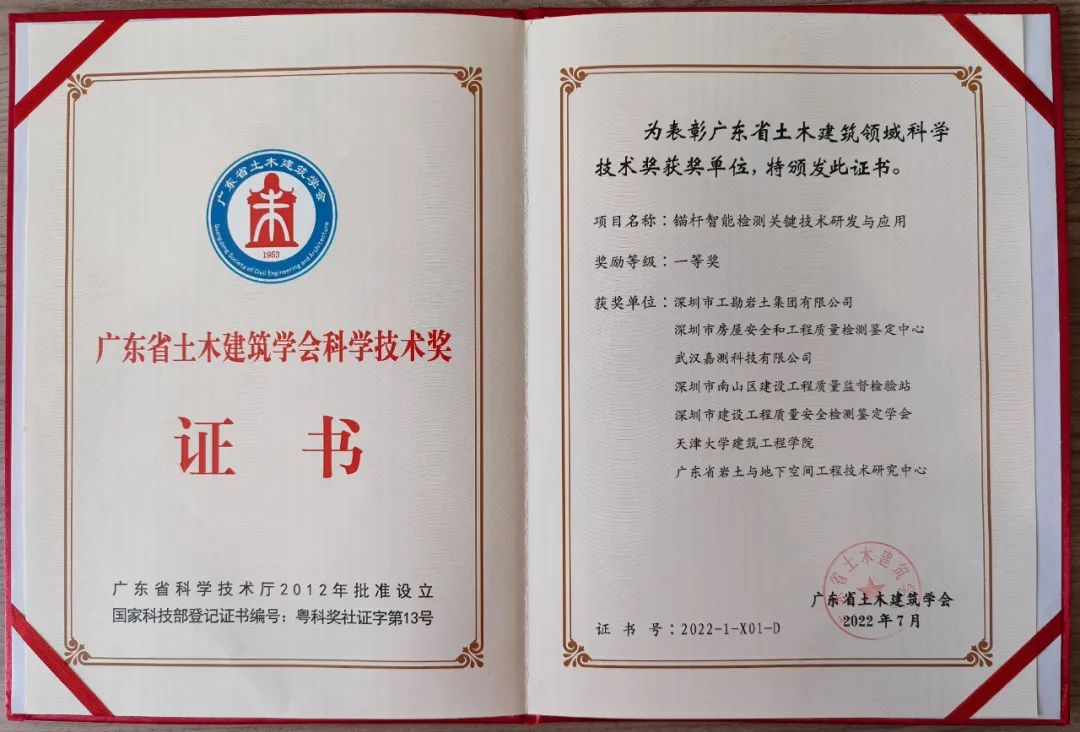 广东省土木建筑学会
1953
Guangdong Society of Civil Engineering and Architecture
广东省土木建筑学会科学技术奖
证 书
广东省科学技术厅2012年批准设立
国家科技部登记证书编号：粤科奖社证字第13号
为表彰广东省土木建筑领域科学
技术奖获奖单位，特颁发此证书。
项目名称：锚杆智能检测关键技术研发与应用
奖励等级：一等奖
获奖单位：深圳市工勘岩土集团有限公司
深圳市房屋安全和工程质量检测鉴定中心
武汉嘉测科技有限公司
深圳市南山区建设工程质量监督检验站
深圳市建设工程质量安全检测鉴定学会
天津大学建筑工程学院
广东省岩土与地下空间工程技术研究中心
省土木建筑
广东省土木建筑学会
2022年7月
证 书 号：2022-1-X01-D